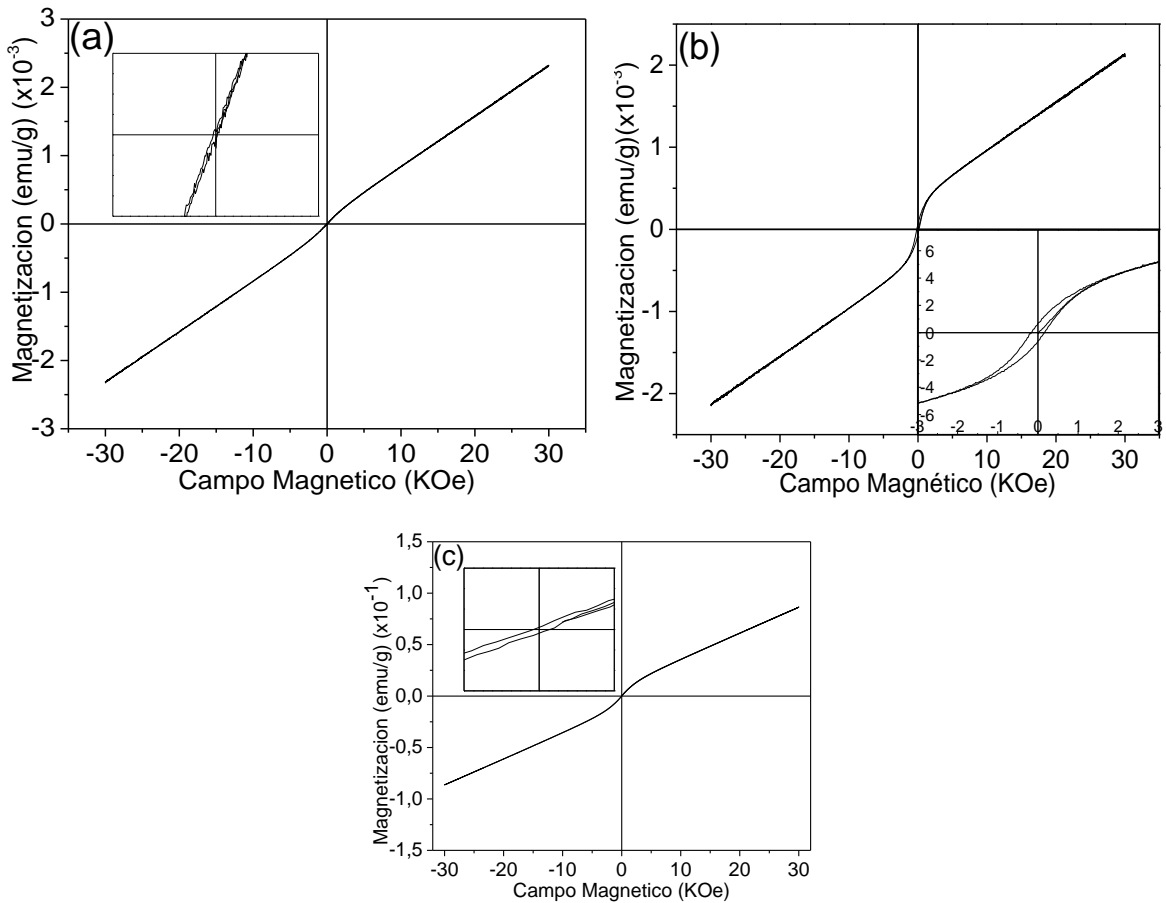 (a)
Magnetizacion (emu/g) (x10⁻³)
3
2
1
0
-1
-2
-3
-30 -20 -10 0 10 20 30
Campo Magnetico (KOe)
(b)
Magnetizacion (emu/g)(x10⁻³)
2
1
0
-1
-2
-30 -20 -10 0 10 20 30
Campo Magnético (KOe)
6
4
2
0
-2
-4
-6
-3 -2 -1 0 1 2 3
(c)
Magnetizacion (emu/g) (x10⁻¹)
1,5
1,0
0,5
0,0
-0,5
-1,0
-1,5
-30 -20 -10 0 10 20 30
Campo Magnetico (KOe)